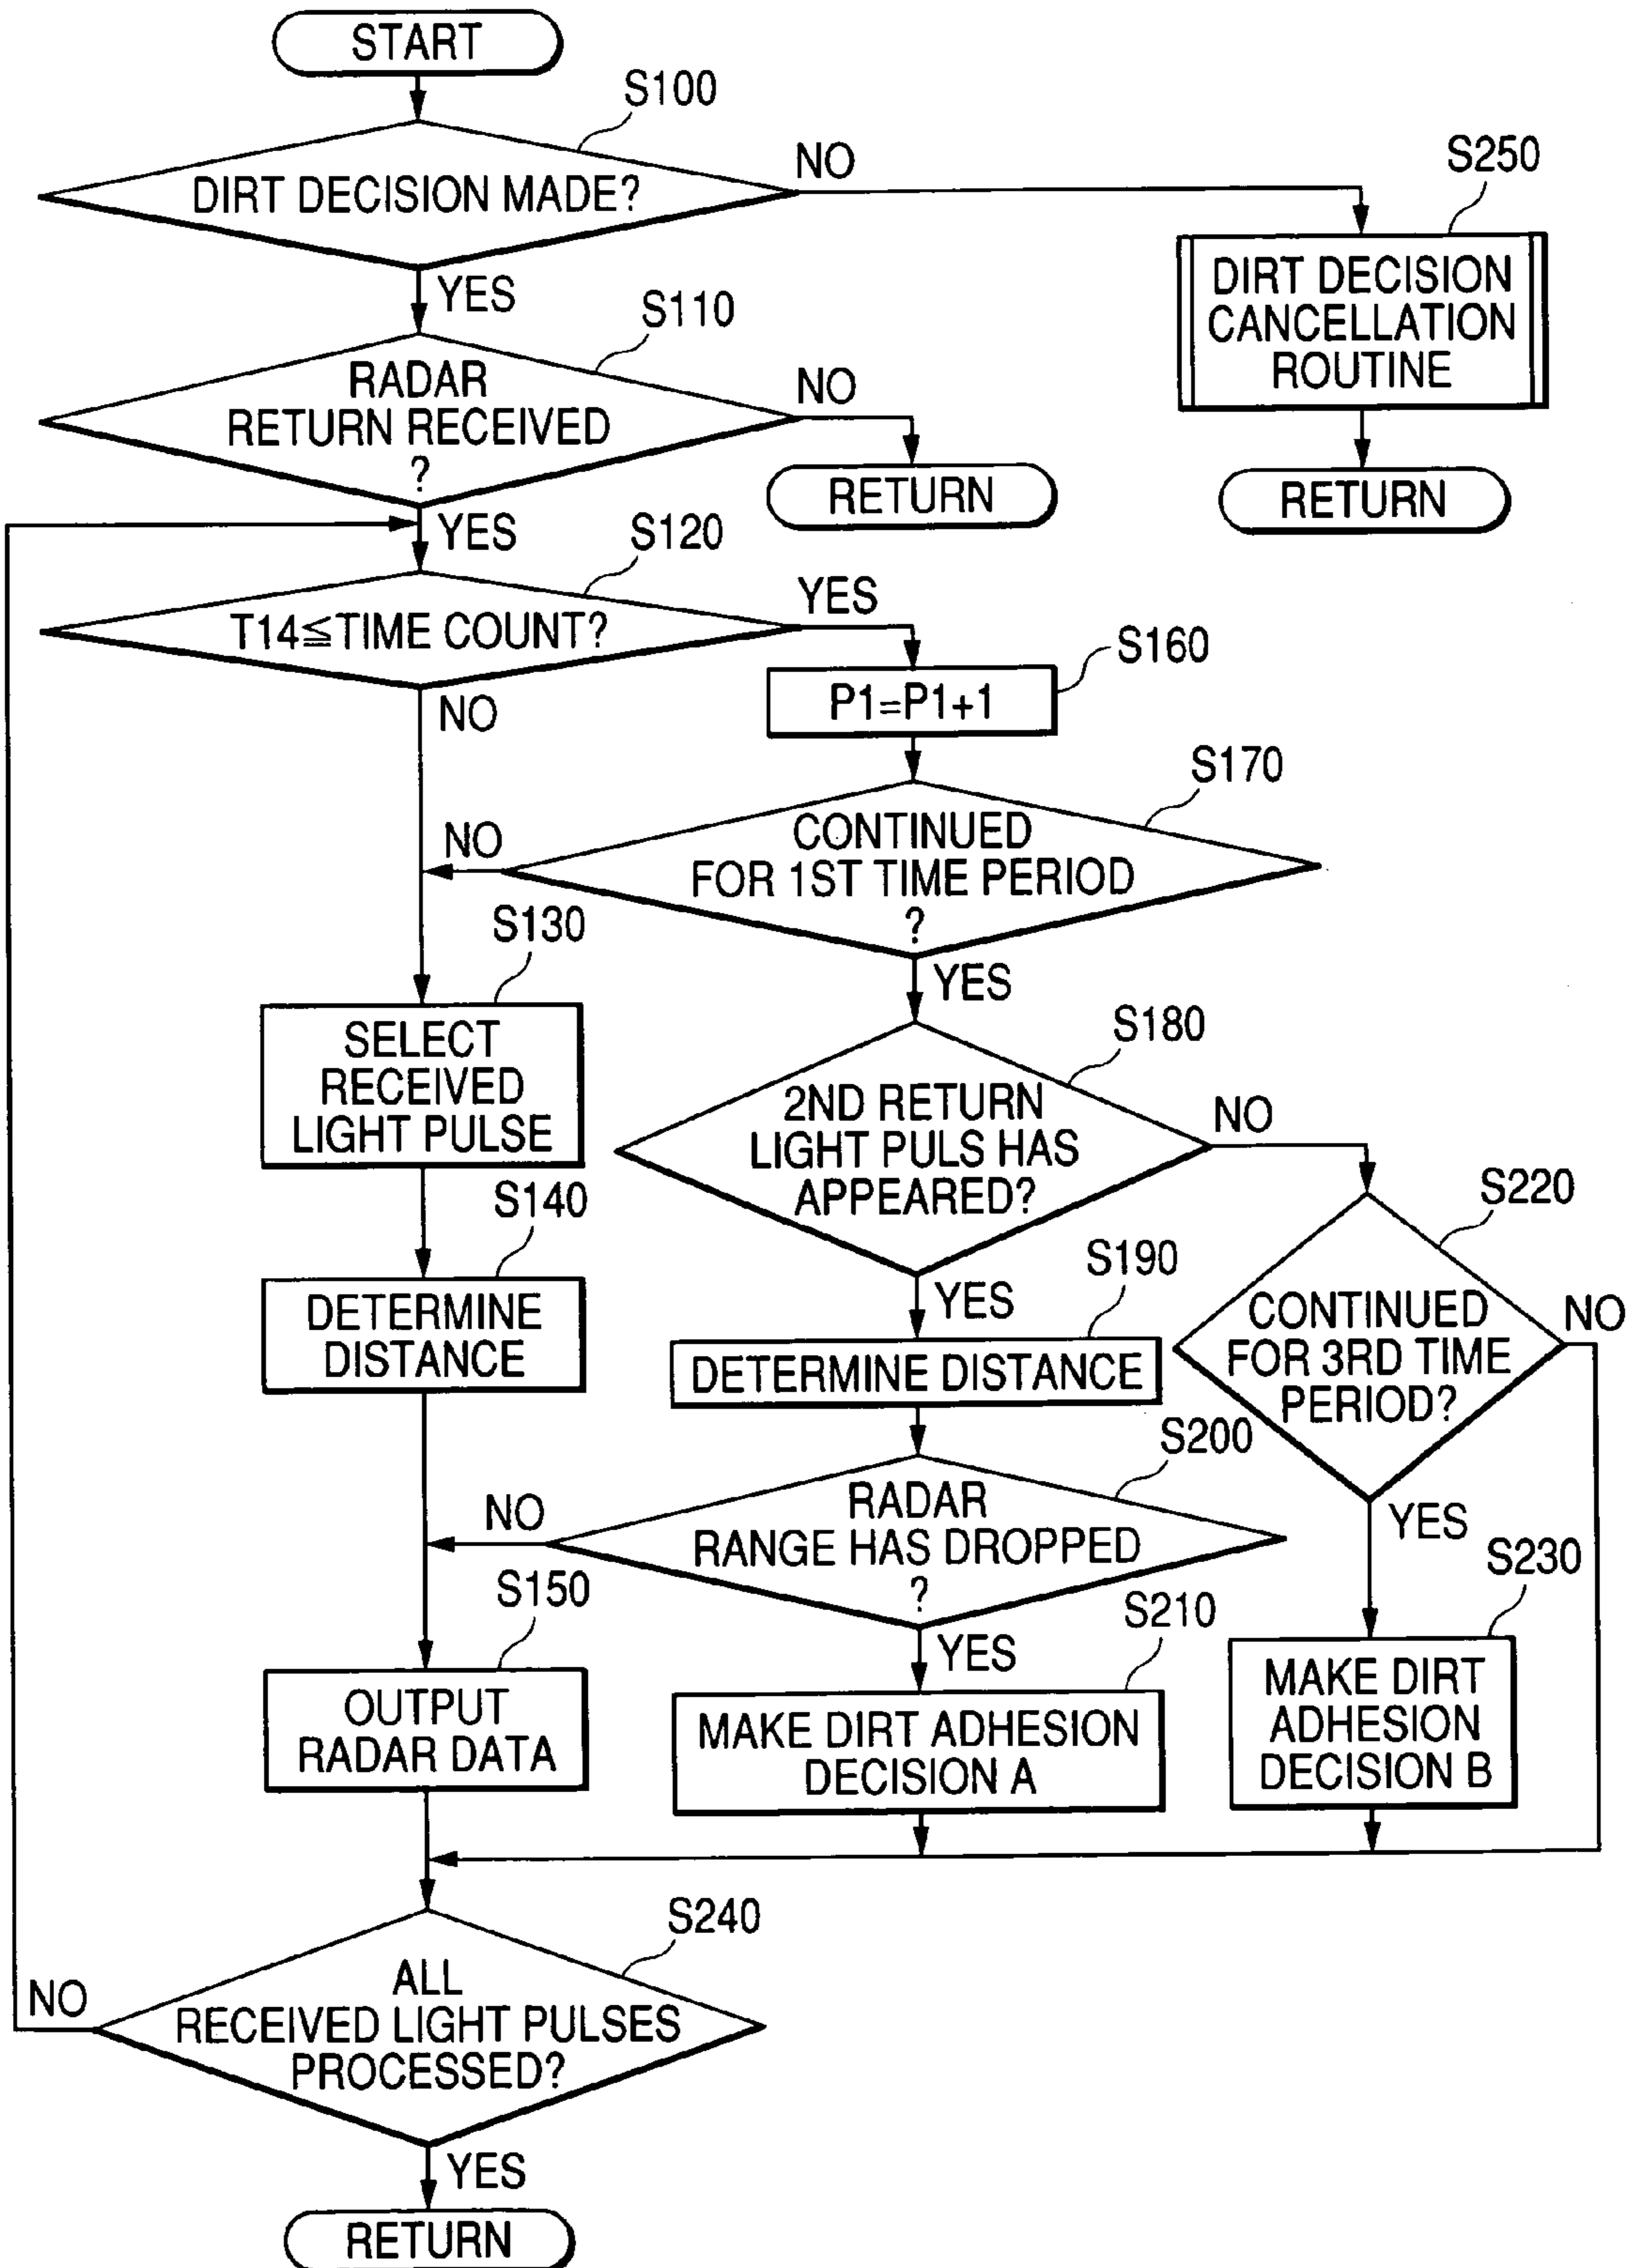 START
S100
DIRT DECISION MADE?
NO
YES
S250
DIRT DECISION
CANCELLATION
ROUTINE
RETURN
S110
RADAR
RETURN RECEIVED
?
NO
RETURN
YES
S120
T14≦TIME COUNT?
YES
NO
S160
P1=P1+1
S170
CONTINUED
FOR 1ST TIME PERIOD
?
NO
YES
S130
SELECT
RECEIVED
LIGHT PULSE
S180
2ND RETURN
LIGHT PULS HAS
APPEARED?
NO
YES
S140
DETERMINE
DISTANCE
S190
DETERMINE DISTANCE
S220
CONTINUED
FOR 3RD TIME
PERIOD?
NO
YES
S200
RADAR
RANGE HAS DROPPED
?
NO
YES
S150
OUTPUT
RADAR DATA
S210
MAKE DIRT ADHESION
DECISION A
S230
MAKE DIRT
ADHESION
DECISION B
S240
ALL
RECEIVED LIGHT PULSES
PROCESSED?
NO
YES
RETURN